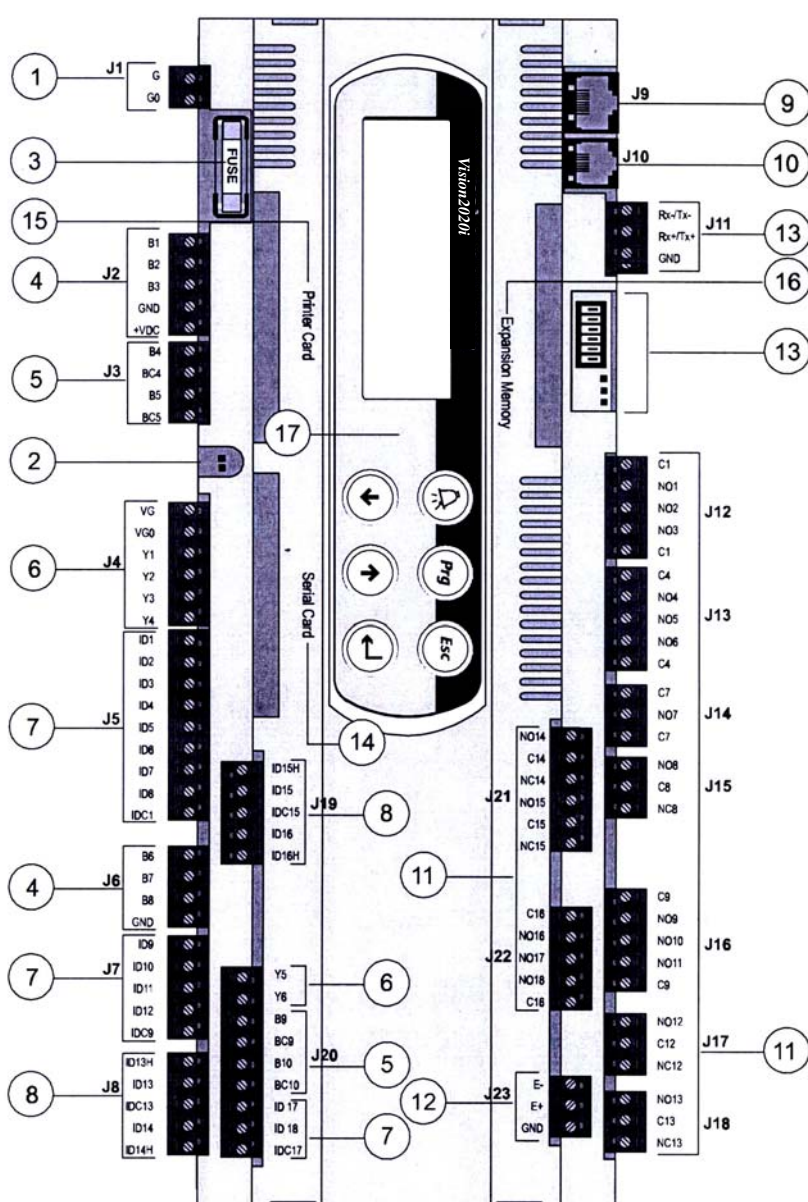 1
J1
G
G0
3
FUSE
15
Printer Card
4
J2
B1
B2
B3
GND
+VDC
5
J3
B4
BC4
B5
BC5
2
6
J4
VG
VG0
Y1
Y2
Y3
Y4
7
J5
ID1
ID2
ID3
ID4
ID5
ID6
ID7
ID8
IDC1
4
J6
B6
B7
B8
GND
7
J7
ID9
ID10
ID11
ID12
IDC9
8
J8
ID13H
ID13
IDC13
ID14
ID14H
Serial Card
14
ID15H
ID15
IDC15
ID16
ID16H
J19
8
Y5
Y6
6
B9
BC9
B10
BC10
J20
5
ID 17
ID 18
IDC17
7
Vision2020i
17
Prg
Esc
Expansion Memory
16
J9
9
J10
10
Rx-/Tx-
Rx+/Tx+
GND
J11
13
13
C1
NO1
NO2
NO3
C1
J12
C4
NO4
NO5
NO6
C4
J13
C7
NO7
C7
J14
NO8
C8
NC8
J15
J21
NO14
C14
NC14
NO15
C15
NC15
11
J22
C16
NO16
NO17
NO18
C16
C9
NO9
NO10
NO11
C9
J16
NO12
C12
NC12
J17
11
NO13
C13
NC13
J18
12
J23
E-
E+
GND